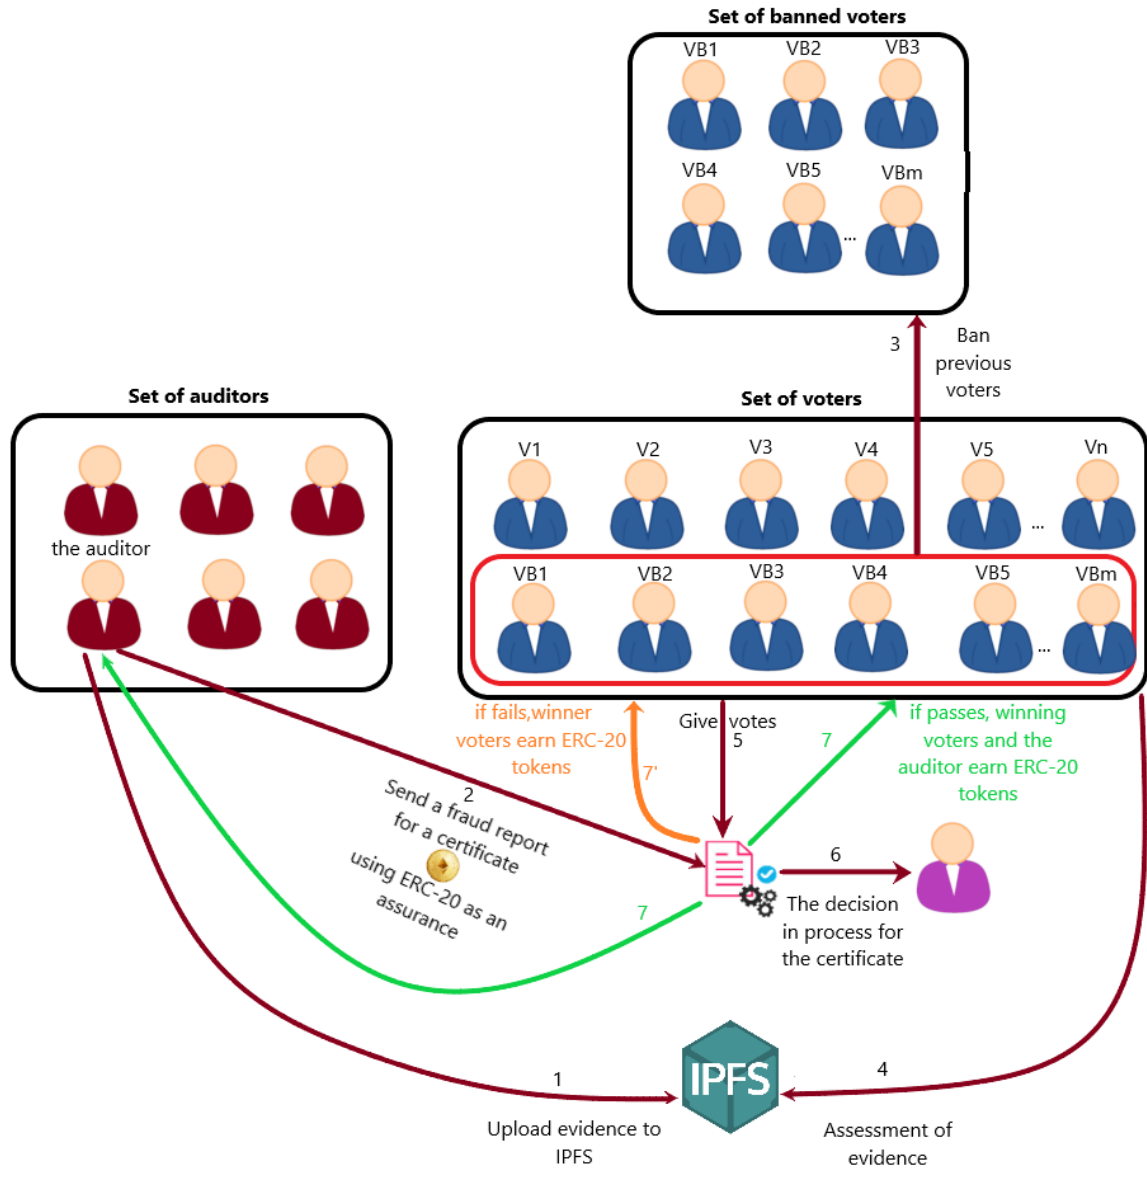 Set of banned voters
VB1 VB2 VB3
VB4 VB5 VBm
...
3
Ban
previous
voters
Set of auditors
the auditor
Set of voters
V1 V2 V3 V4 V5 Vn
...
VB1 VB2 VB3 VB4 VB5 VBm
...
if fails,winner
voters earn ERC-20
tokens
7'
Give votes
5
7
if passes, winning
voters and the
auditor earn ERC-20
tokens
2
Send a fraud report
for a certificate
using ERC-20 as an
assurance
7
6
The decision
in process for
the certificate
1
Upload evidence to
IPFS
IPFS
4
Assessment of
evidence